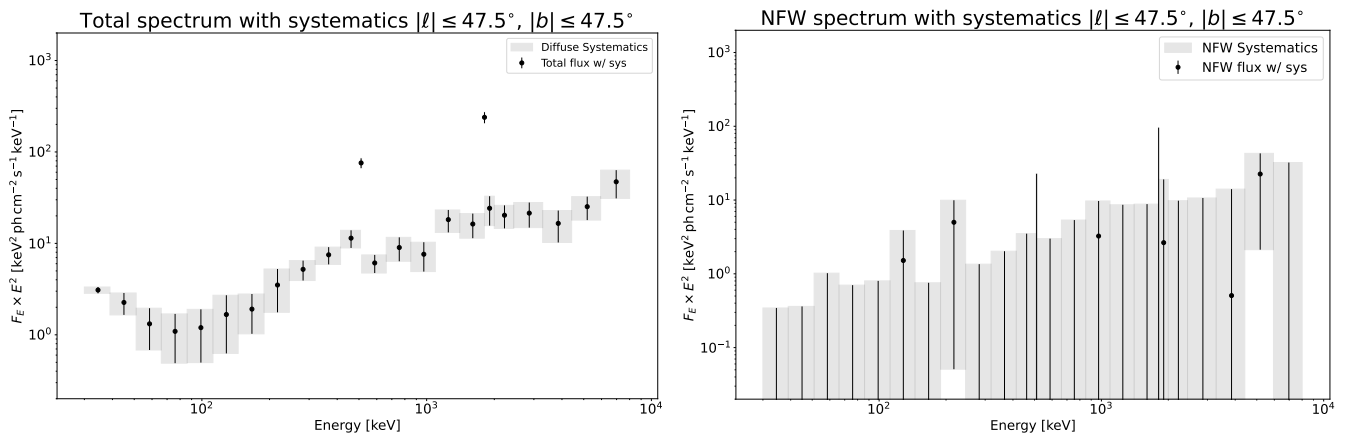 Total spectrum with systematics |ℓ| ≤ 47.5°, |b| ≤ 47.5°
Diffuse Systematics
Total flux w/ sys
10³
10²
10¹
10⁰
F_E × E² [keV² ph cm⁻² s⁻¹ keV⁻¹]
10² 10³ 10⁴
Energy [keV]
NFW spectrum with systematics |ℓ| ≤ 47.5°, |b| ≤ 47.5°
NFW Systematics
NFW flux w/ sys
10³
10²
10¹
10⁰
10⁻¹
F_E × E² [keV² ph cm⁻² s⁻¹ keV⁻¹]
10² 10³ 10⁴
Energy [keV]